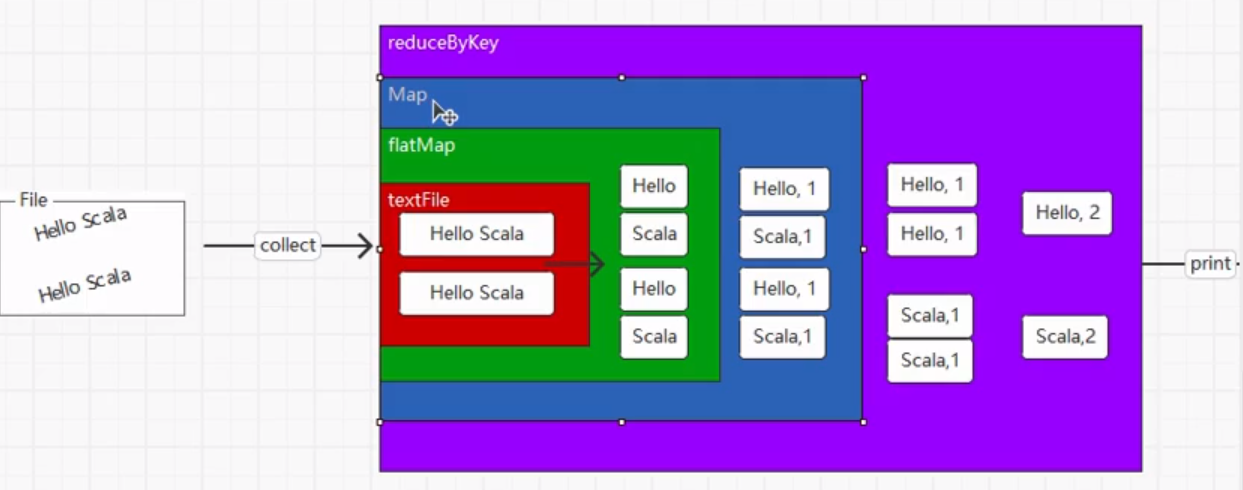 File
Hello Scala
Hello Scala
collect
reduceByKey
Map
flatMap
textFile
Hello Scala
Hello Scala
Hello
Scala
Hello
Scala
Hello, 1
Scala,1
Hello, 1
Scala,1
Hello, 1
Hello, 1
Scala,1
Scala,1
Hello, 2
Scala,2
print